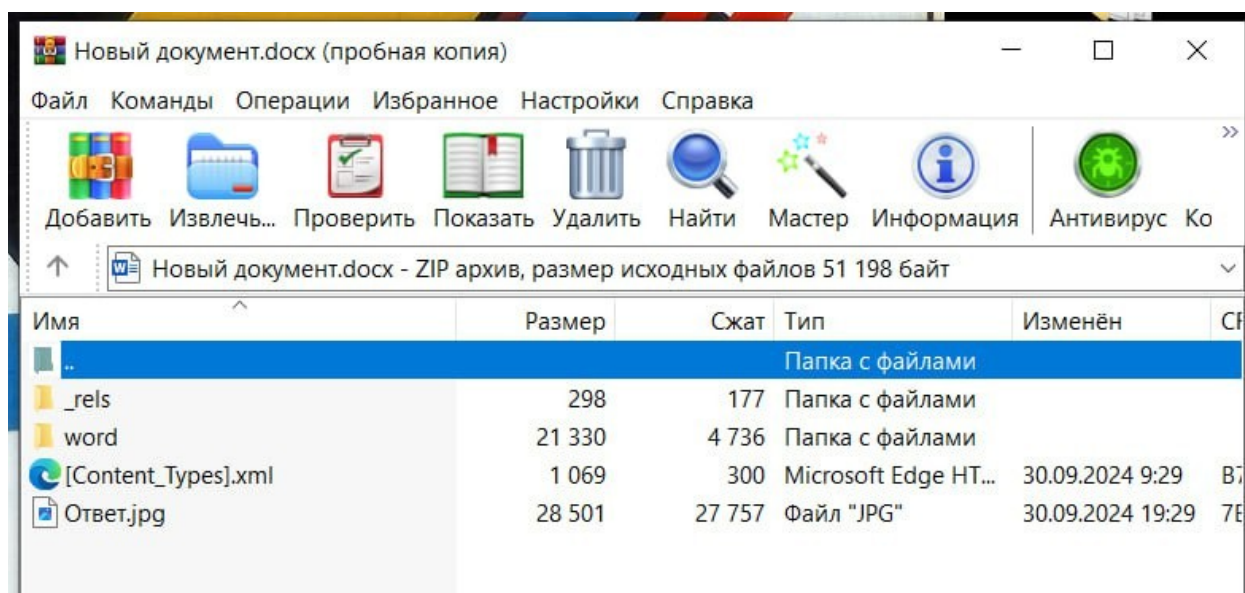 Новый документ.docx (пробная копия)
Файл Команды Операции Избранное Настройки Справка
Добавить Извлечь... Проверить Показать Удалить Найти Мастер Информация Антивирус Ко
Новый документ.docx - ZIP архив, размер исходных файлов 51 198 байт
Имя Размер Сжат Тип Изменён
.. Папка с файлами
_rels 298 177 Папка с файлами
word 21 330 4 736 Папка с файлами
[Content_Types].xml 1 069 300 Microsoft Edge HT... 30.09.2024 9:29 B7
Ответ.jpg 28 501 27 757 Файл "JPG" 30.09.2024 19:29 7E